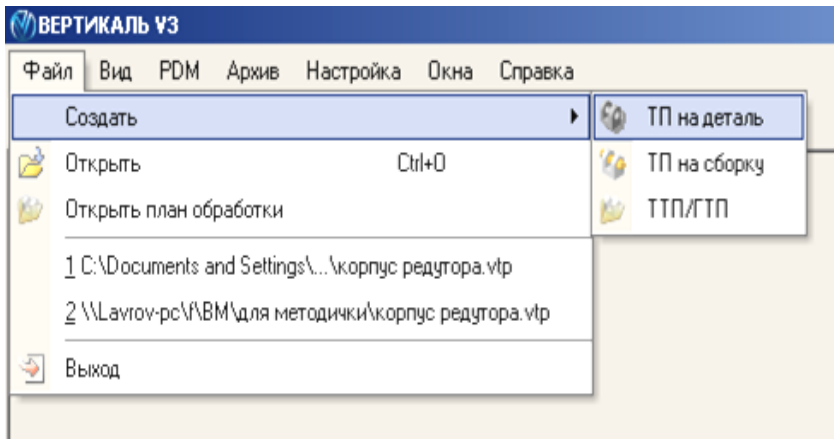 ВЕРТИКАЛЬ V3
Файл Вид PDM Архив Настройка Окна Справка
Создать
ТП на деталь
Открыть Ctrl+O
ТП на сборку
Открыть план обработки
ТТП/ГТП
1 C:\Documents and Settings\...\корпус редутора.vtp
2 \\Lavrov-pc\f\BM\для методички\корпус редутора.vtp
Выход